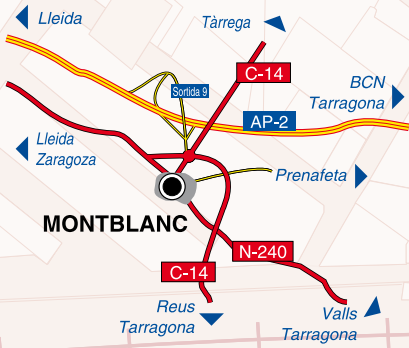 Lleida
Tàrrega
C-14
BCN
Tarragona
Sortida 9
AP-2
Lleida
Zaragoza
Prenafeta
MONTBLANC
N-240
C-14
Reus
Tarragona
Valls
Tarragona